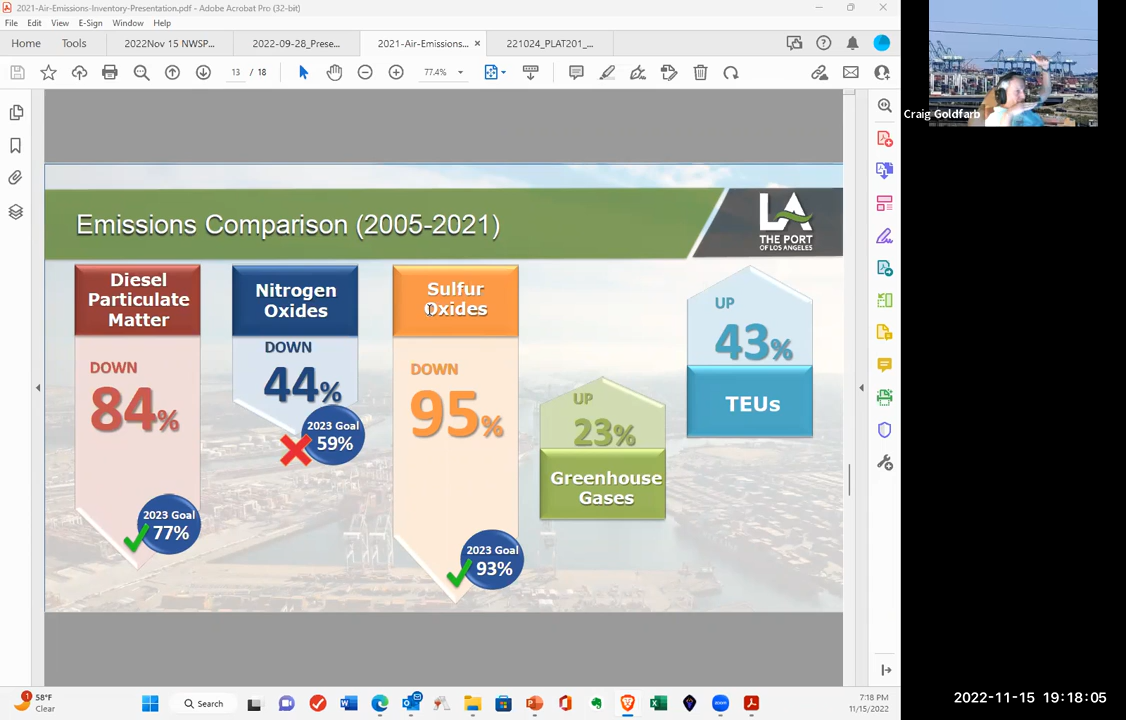 2021-Air-Emissions-Inventory-Presentation.pdf - Adobe Acrobat Pro (32-bit)
File Edit View E-Sign Window Help
Home Tools 2022Nov 15 NWSP... 2022-09-28_Prese... 2021-Air-Emissions... × 221024_PLAT201_...
13 / 18 77.4%
Craig Goldfarb
Emissions Comparison (2005-2021)
LA
THE PORT
OF LOS ANGELES
Diesel
Particulate
Matter
DOWN
84%
2023 Goal
77%
Nitrogen
Oxides
DOWN
44%
2023 Goal
59%
Sulfur
Oxides
DOWN
95%
2023 Goal
93%
UP
23%
Greenhouse
Gases
UP
43%
TEUs
1
58°F
Clear
Search
zoom
7:18 PM
11/15/2022
2022-11-15 19:18:05